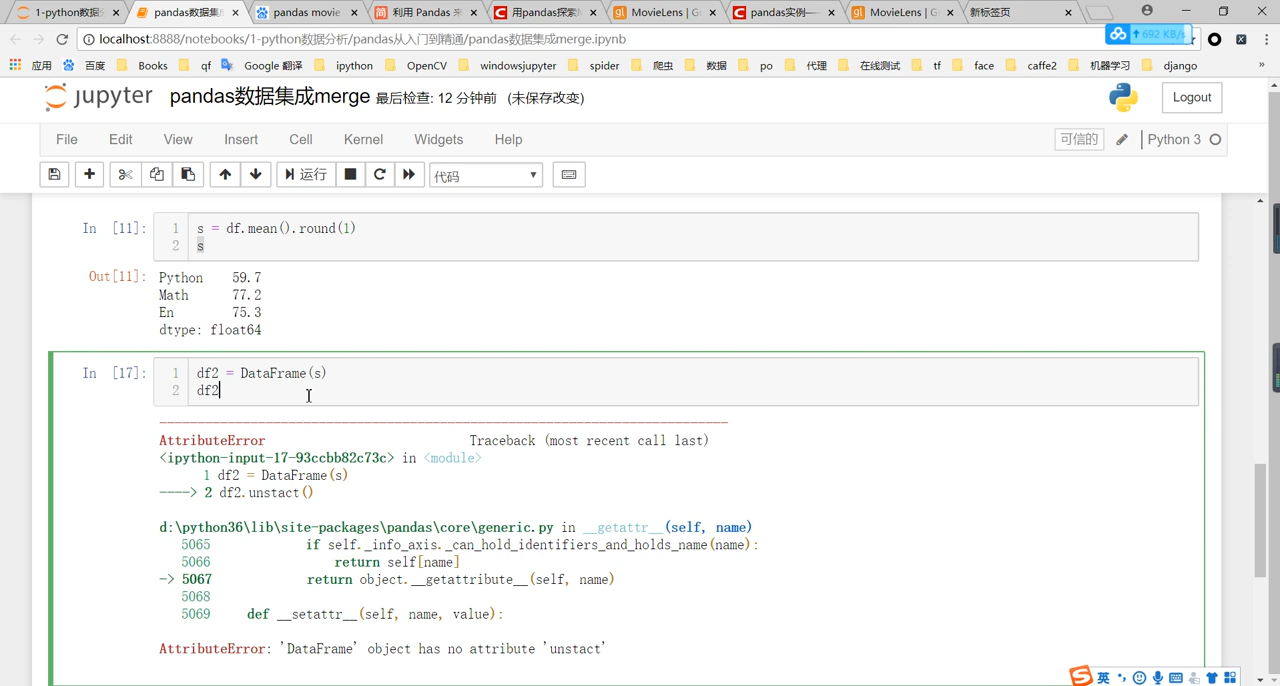 1-python数据分
pandas数据集成
pandas movie
利用 Pandas 来
用pandas探索M
MovieLens | G
pandas实例—
MovieLens | G
新标签页
localhost:8888/notebooks/1-python数据分析/pandas从入门到精通/pandas数据集成merge.ipynb
692 KB/s
应用 百度 Books qf Google 翻译 ipython OpenCV windowsjupyter spider 爬虫 数据 po 代理 在线测试 tf face caffe2 机器学习 django »
jupyter pandas数据集成merge 最后检查: 12 分钟前 (未保存改变) Logout
File Edit View Insert Cell Kernel Widgets Help 可信的 Python 3
运行 代码
In [11]: 1 s = df.mean().round(1)
2 s
Out[11]: Python 59.7
Math 77.2
En 75.3
dtype: float64
In [17]: 1 df2 = DataFrame(s)
2 df2
AttributeError Traceback (most recent call last)
<ipython-input-17-93ccbb82c73c> in <module>
1 df2 = DataFrame(s)
----> 2 df2.unstact()
d:\python36\lib\site-packages\pandas\core\generic.py in __getattr__(self, name)
5065 if self._info_axis._can_hold_identifiers_and_holds_name(name):
5066 return self[name]
-> 5067 return object.__getattribute__(self, name)
5068
5069 def __setattr__(self, name, value):
AttributeError: 'DataFrame' object has no attribute 'unstact'
英